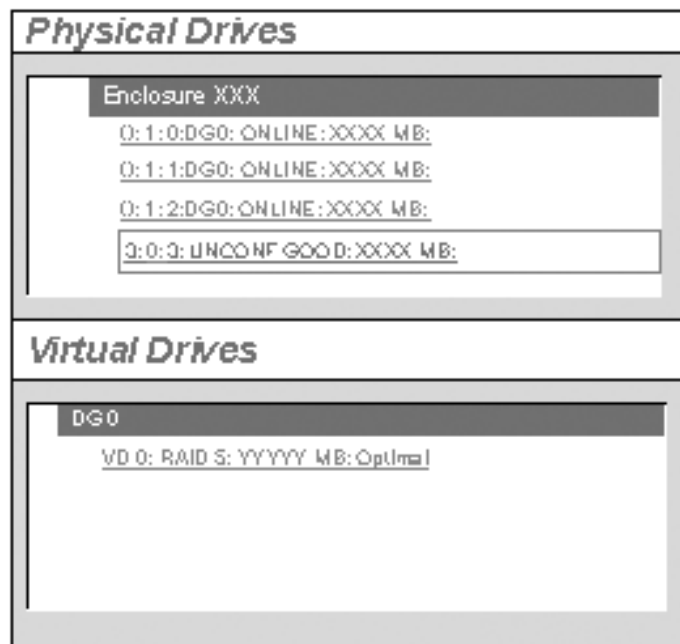 Physical Drives
Enclosure XXX
0:1:0:DG0: ONLINE:XXXX MB:
0:1:1:DG0: ONLINE:XXXX MB:
0:1:2:DG0:ONLINE:XXXX MB:
3:0:3: UNCONF GOOD:XXXX MB:
Virtual Drives
DG0
VD 0: RAID 5: YYYYY MB: Optimal